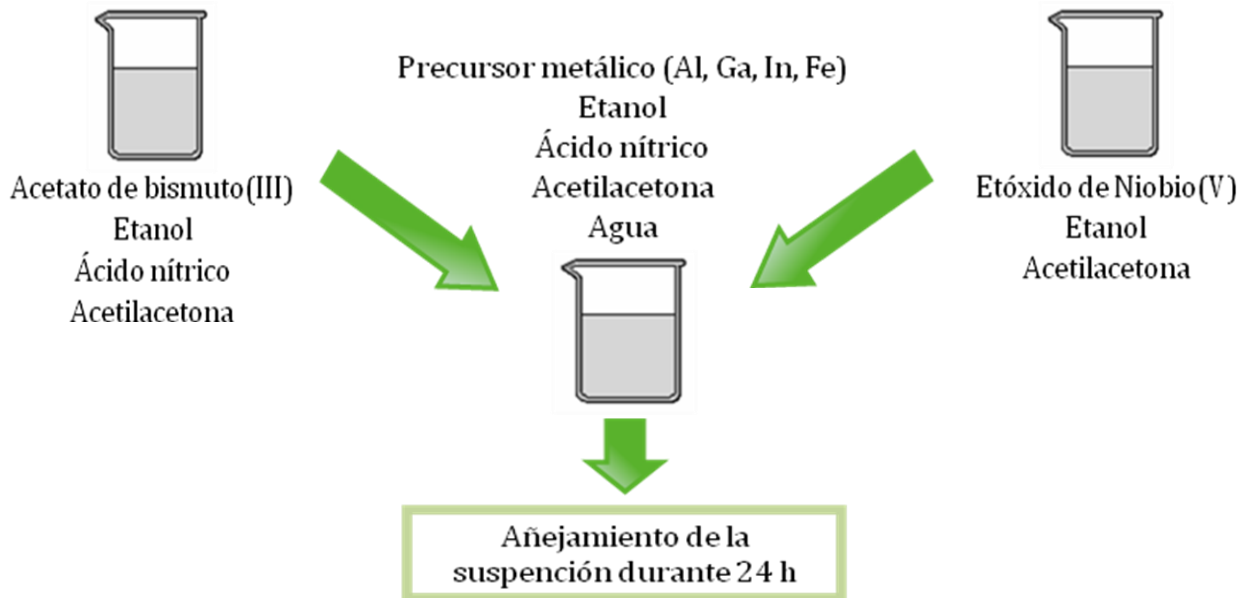 Acetato de bismuto(III)
Etanol
Ácido nítrico
Acetilacetona
Precursor metálico (Al, Ga, In, Fe)
Etanol
Ácido nítrico
Acetilacetona
Agua
Etóxido de Niobio(V)
Etanol
Acetilacetona
Añejamiento de la
suspención durante 24 h